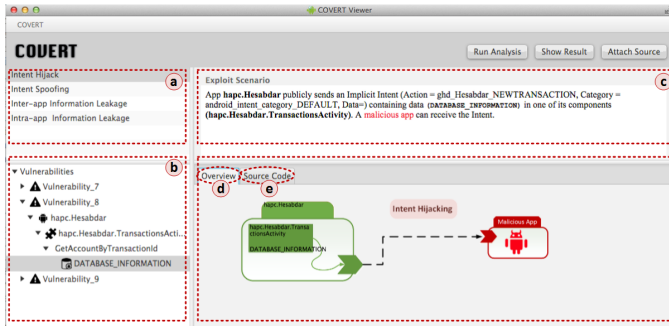 COVERT Viewer
COVERT
COVERT
Run Analysis
Show Result
Attach Source
Intent Hijack
Intent Spoofing
Inter-app Information Leakage
Intra-app Information Leakage
a
Exploit Scenario
c
App hapc.Hesabdar publicly sends an Implicit Intent (Action = ghd_Hesabdar_NEWTRANSACTION, Category =
android_intent_category_DEFAULT, Data=) containing data (DATABASE_INFORMATION) in one of its components
(hapc.Hesabdar.TransactionsActivity). A malicious app can receive the Intent.
b
Vulnerabilities
Vulnerability_7
Vulnerability_8
hapc.Hesabdar
hapc.Hesabdar.TransactionsActi...
GetAccountByTransactionId
DATABASE_INFORMATION
Vulnerability_9
Overview
Source Code
d
e
hapc.Hesabdar
hapc.Hesabdar.Transa
ctionsActivity
DATABASE_INFORMATION
Intent Hijacking
Malicious App